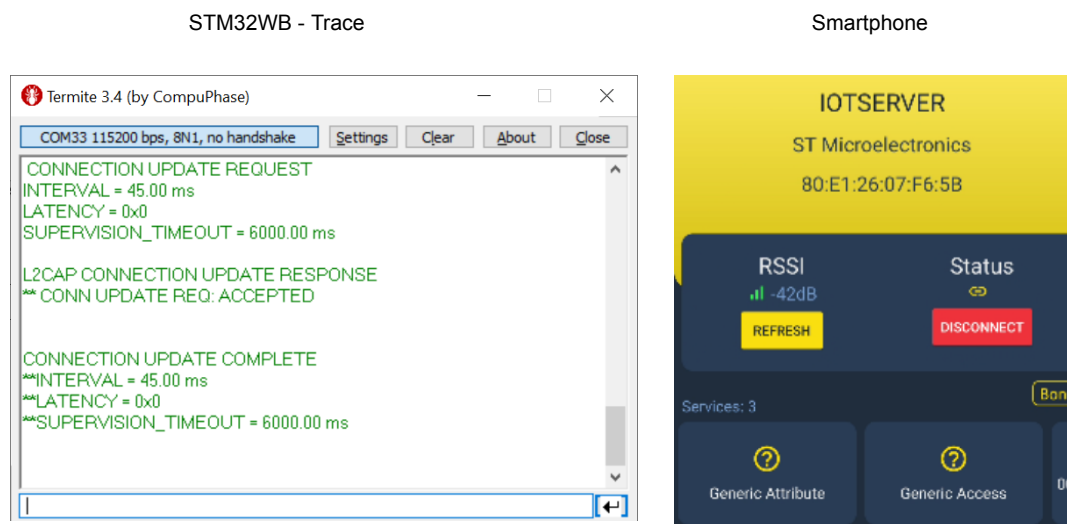 STM32WB - Trace
Smartphone
Termite 3.4 (by CompuPhase)
COM33 115200 bps, 8N1, no handshake
Settings
Clear
About
Close
CONNECTION UPDATE REQUEST
INTERVAL = 45.00 ms
LATENCY = 0x0
SUPERVISION_TIMEOUT = 6000.00 ms
L2CAP CONNECTION UPDATE RESPONSE
** CONN UPDATE REQ: ACCEPTED
CONNECTION UPDATE COMPLETE
**INTERVAL = 45.00 ms
**LATENCY = 0x0
**SUPERVISION_TIMEOUT = 6000.00 ms
IOTSERVER
ST Microelectronics
80:E1:26:07:F6:5B
RSSI
Status
-42dB
REFRESH
DISCONNECT
Services: 3
Bon
Generic Attribute
Generic Access